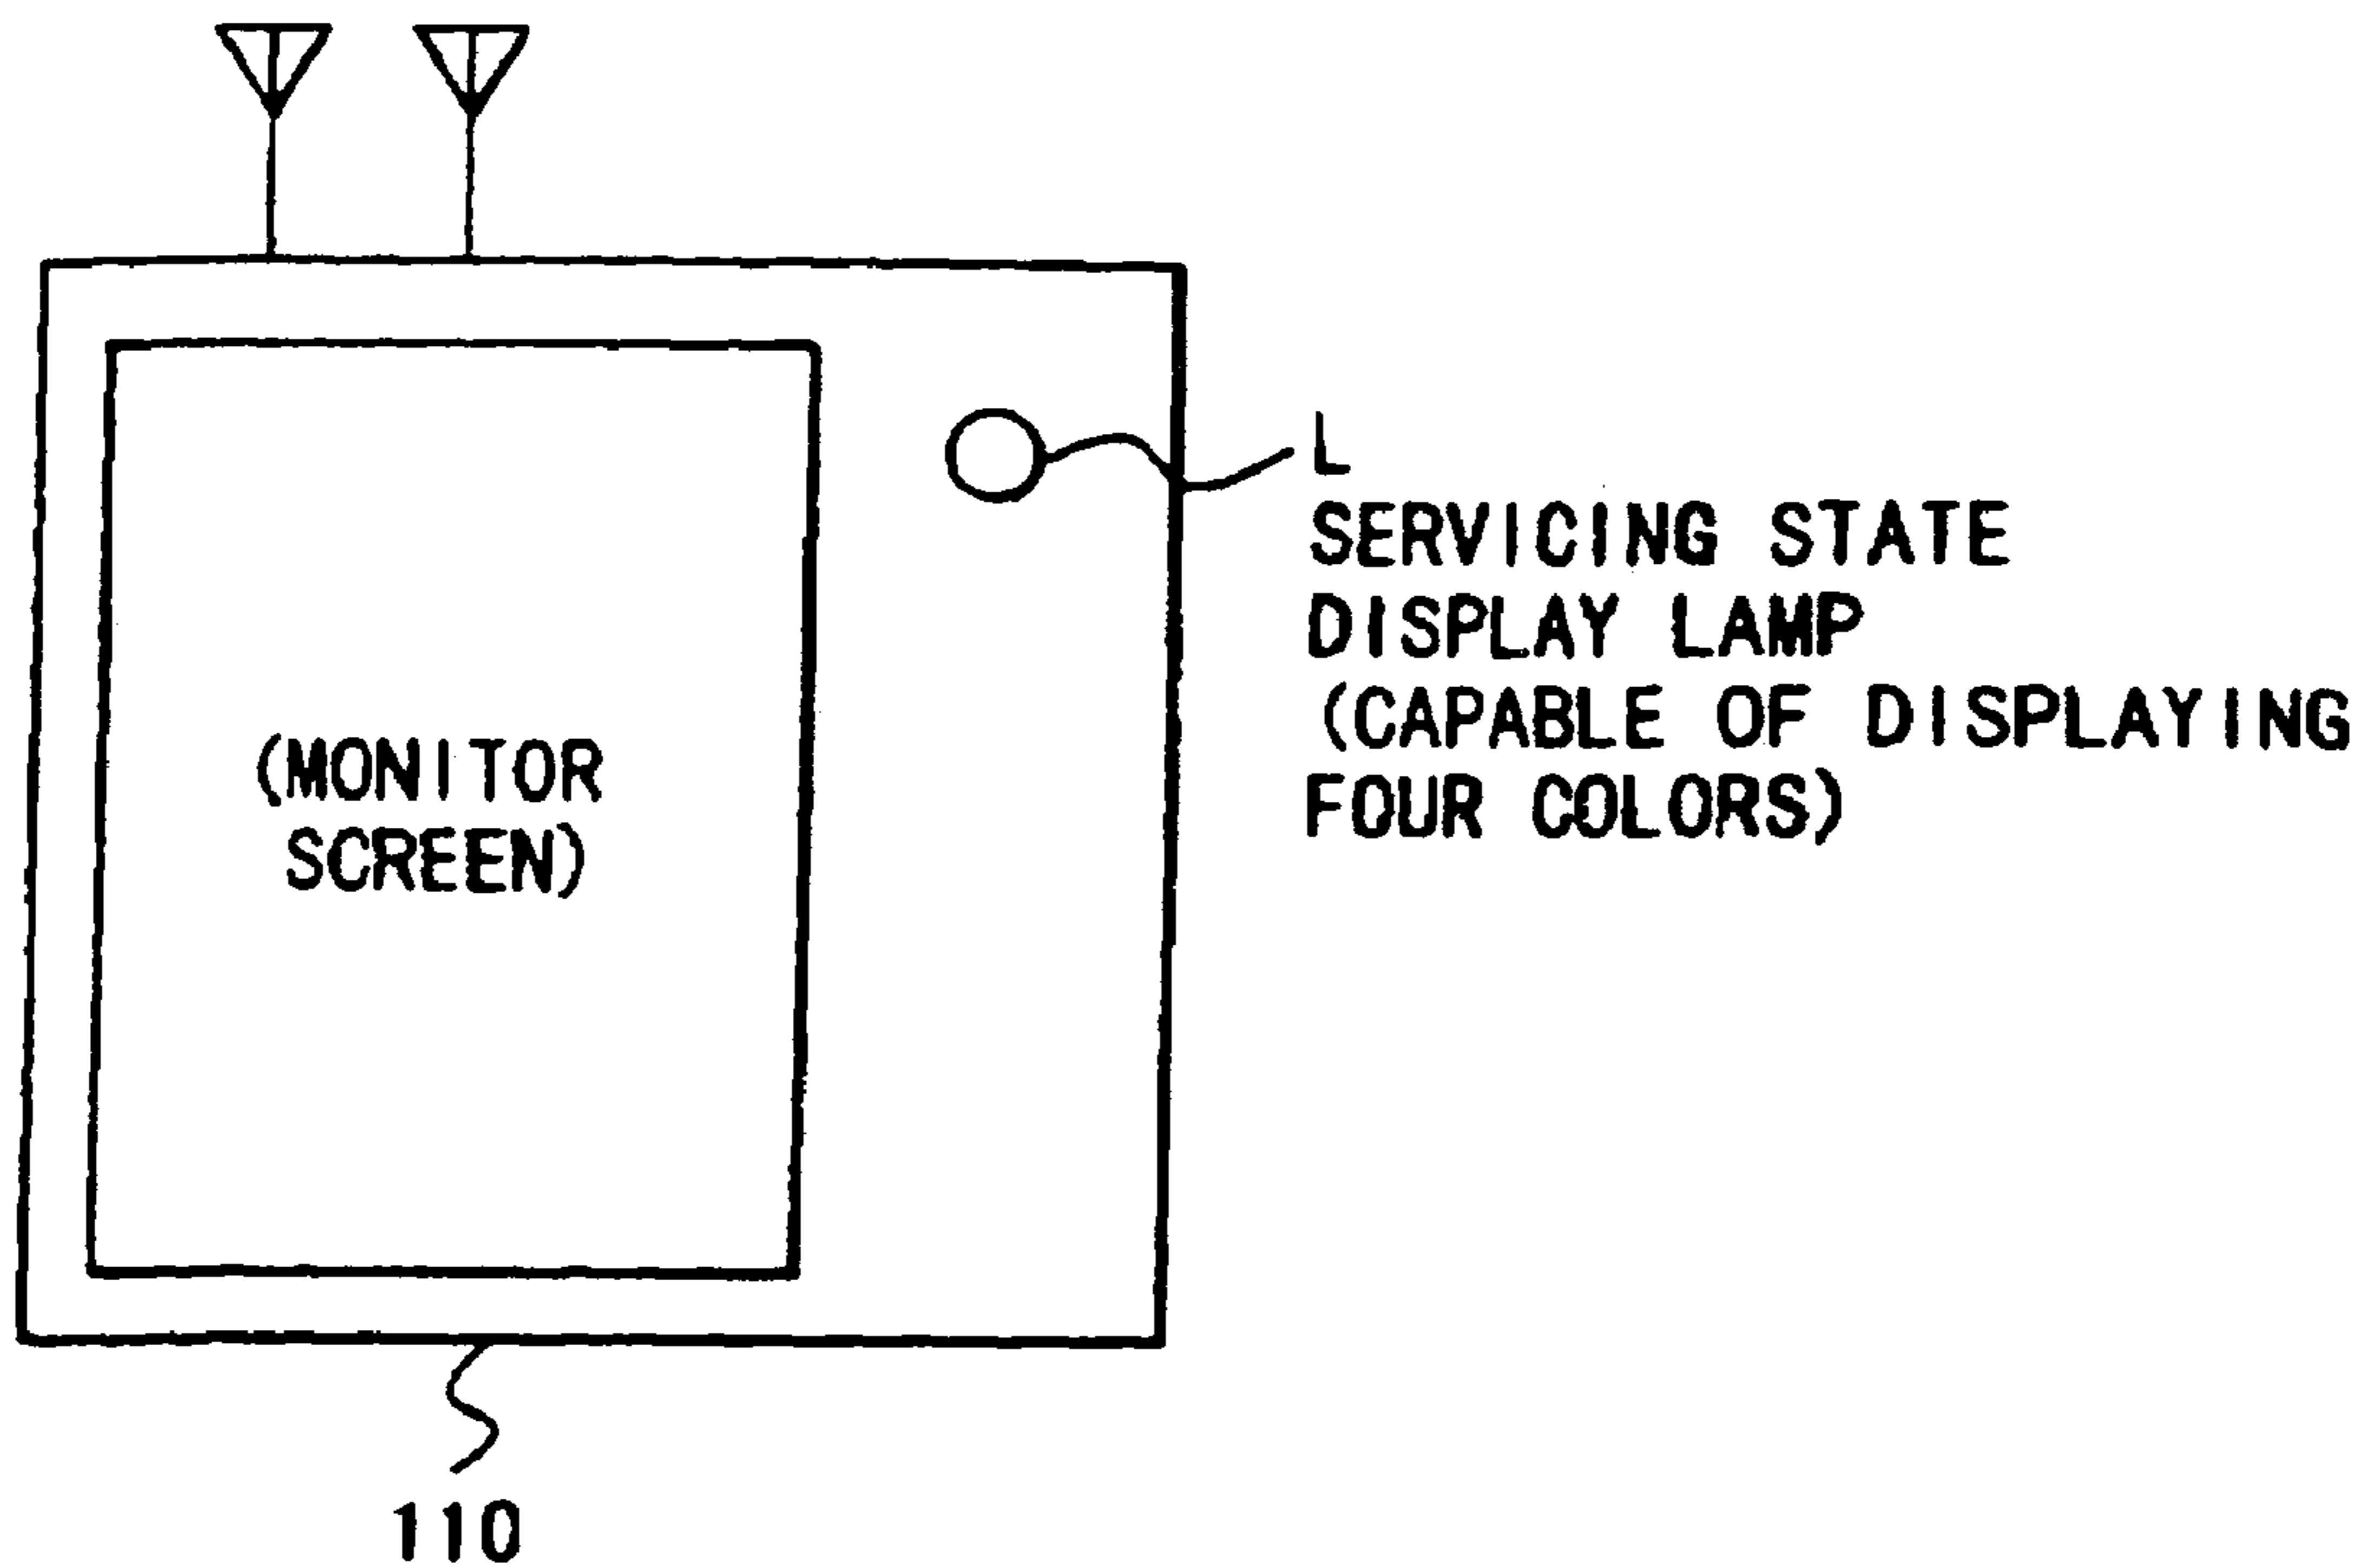 L
SERVICING STATE
DISPLAY LAMP
(CAPABLE OF DISPLAYING
FOUR COLORS)
(MONITOR
SCREEN)
110